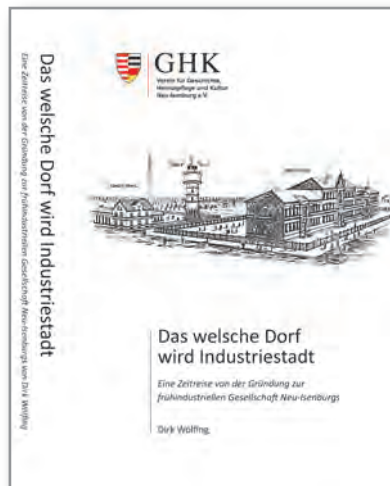 GHK
Verein für Geschichte,
Heimatpflege und Kultur
Neu-Isenburg e.V.
Das welsche Dorf
wird Industriestadt
Eine Zeitreise von der Gründung zur
frühindustriellen Gesellschaft Neu-Isenburgs
Dirk Wölfing
Das welsche Dorf wird Industriestadt
Eine Zeitreise von der Gründung zur frühindustriellen Gesellschaft Neu-Isenburgs von Dirk Wölfing